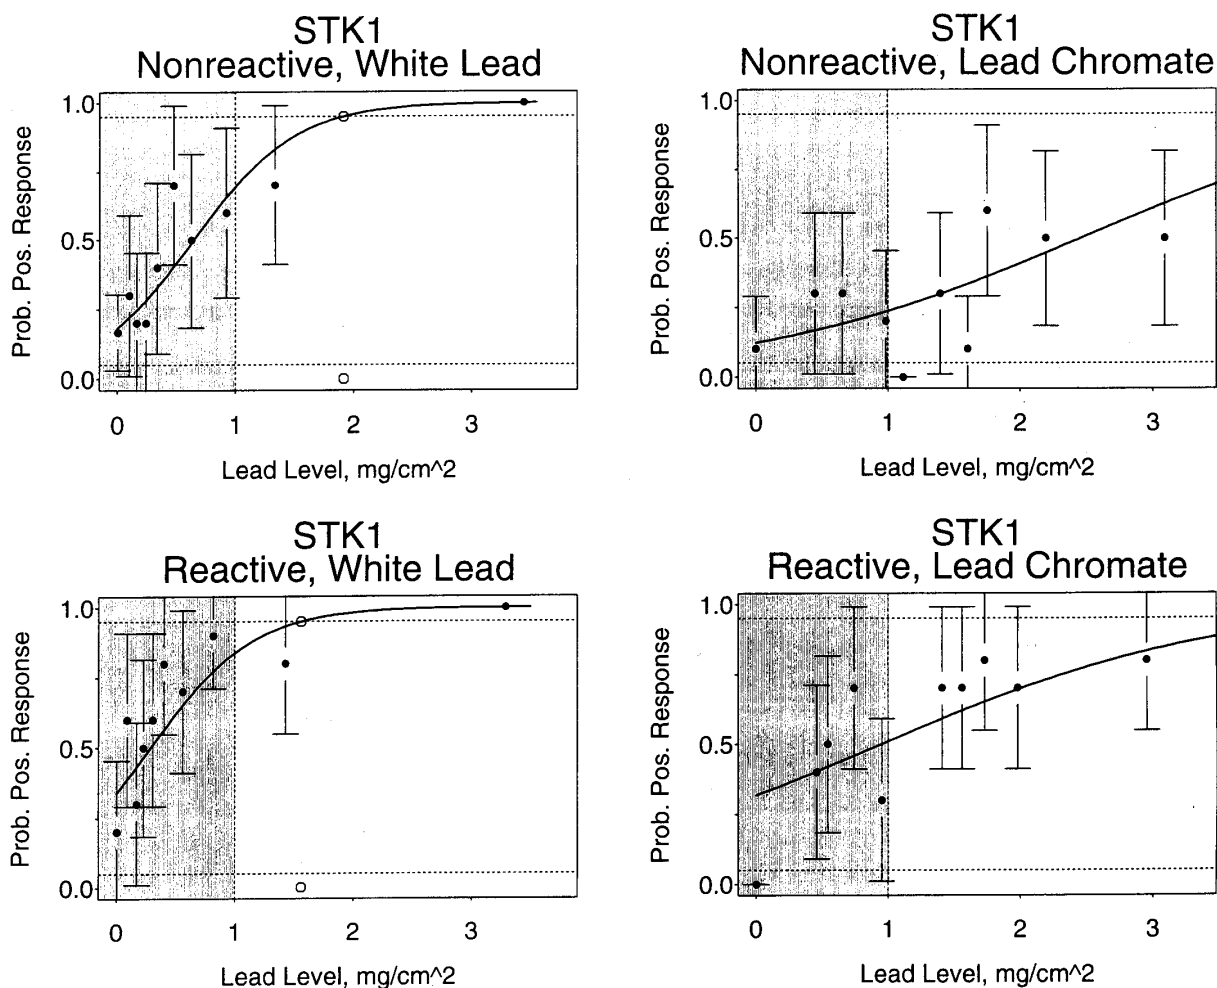 STK1
Nonreactive, White Lead
Prob. Pos. Response
1.0
0.5
0.0
0 1 2 3
Lead Level, mg/cm^2
STK1
Nonreactive, Lead Chromate
Prob. Pos. Response
1.0
0.5
0.0
0 1 2 3
Lead Level, mg/cm^2
STK1
Reactive, White Lead
Prob. Pos. Response
1.0
0.5
0.0
0 1 2 3
Lead Level, mg/cm^2
STK1
Reactive, Lead Chromate
Prob. Pos. Response
1.0
0.5
0.0
0 1 2 3
Lead Level, mg/cm^2